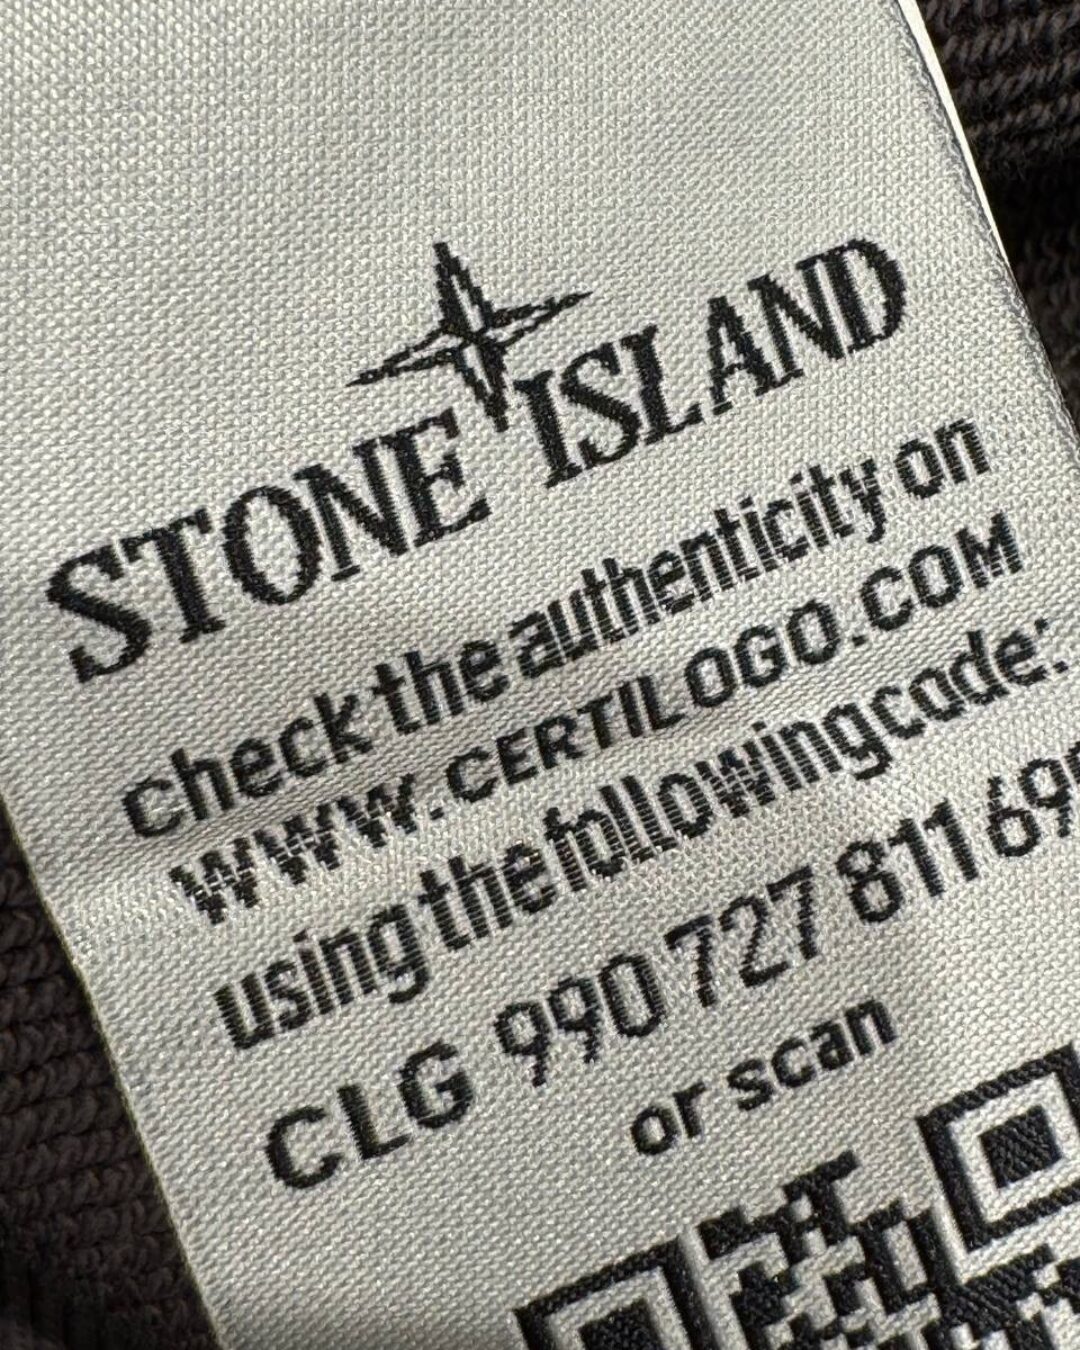 STONE ISLAND
check the authenticity on
WWW.CERTILOGO.COM
using the following code:
CLG 990 727 811 69
or scan